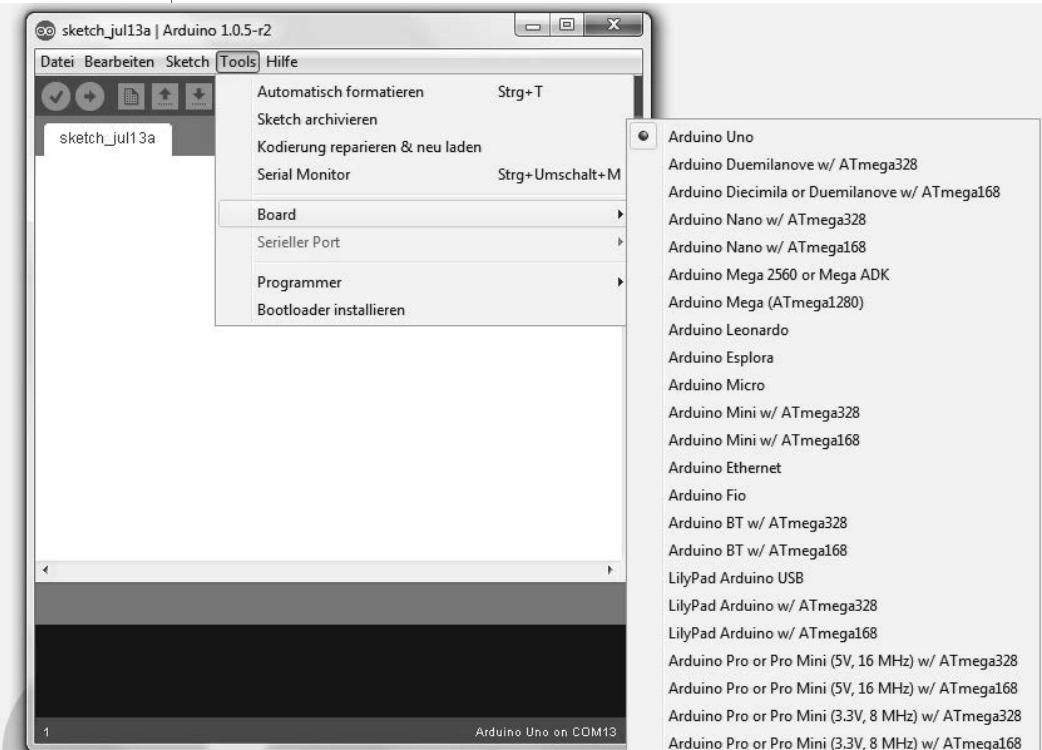 sketch_jul13a | Arduino 1.0.5-r2
Datei Bearbeiten Sketch Tools Hilfe
Automatisch formatieren Strg+T
Sketch archivieren
Kodierung reparieren & neu laden
Serial Monitor Strg+Umschalt+M
Board
Serieller Port
Programmer
Bootloader installieren
sketch_jul13a
Arduino Uno
Arduino Duemilanove w/ ATmega328
Arduino Diecimila or Duemilanove w/ ATmega168
Arduino Nano w/ ATmega328
Arduino Nano w/ ATmega168
Arduino Mega 2560 or Mega ADK
Arduino Mega (ATmega1280)
Arduino Leonardo
Arduino Esplora
Arduino Micro
Arduino Mini w/ ATmega328
Arduino Mini w/ ATmega168
Arduino Ethernet
Arduino Fio
Arduino BT w/ ATmega328
Arduino BT w/ ATmega168
LilyPad Arduino USB
LilyPad Arduino w/ ATmega328
LilyPad Arduino w/ ATmega168
Arduino Pro or Pro Mini (5V, 16 MHz) w/ ATmega328
Arduino Pro or Pro Mini (5V, 16 MHz) w/ ATmega168
Arduino Pro or Pro Mini (3.3V, 8 MHz) w/ ATmega328
Arduino Pro or Pro Mini (3.3V, 8 MHz) w/ ATmega168
1 Arduino Uno on COM13